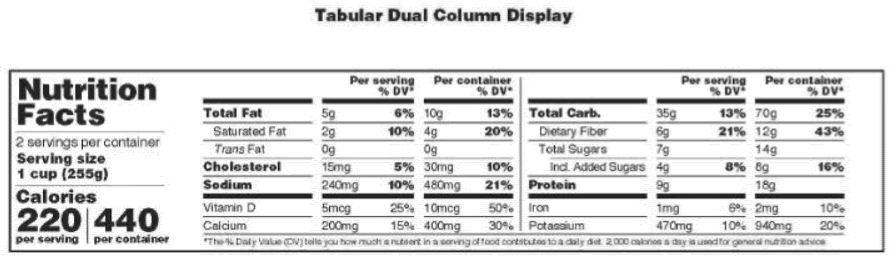 Tabular Dual Column Display
Nutrition
Facts
2 servings per container
Serving size
1 cup (255g)
Calories
220 440
per serving per container
Per serving Per container
% DV* % DV*
Total Fat 5g 6% 10g 13%
Saturated Fat 2g 10% 4g 20%
Trans Fat 0g 0g
Cholesterol 15mg 5% 30mg 10%
Sodium 240mg 10% 480mg 21%
Vitamin D 5mcg 25% 10mcg 50%
Calcium 200mg 15% 400mg 30%
Per serving Per container
% DV* % DV*
Total Carb. 35g 13% 70g 25%
Dietary Fiber 6g 21% 12g 43%
Total Sugars 7g 14g
Incl. Added Sugars 4g 8% 8g 16%
Protein 9g 18g
Iron 1mg 6% 2mg 10%
Potassium 470mg 10% 940mg 20%
*The % Daily Value (DV) tells you how much a nutrient in a serving of food contributes to a daily diet. 2,000 calories a day is used for general nutrition advice.